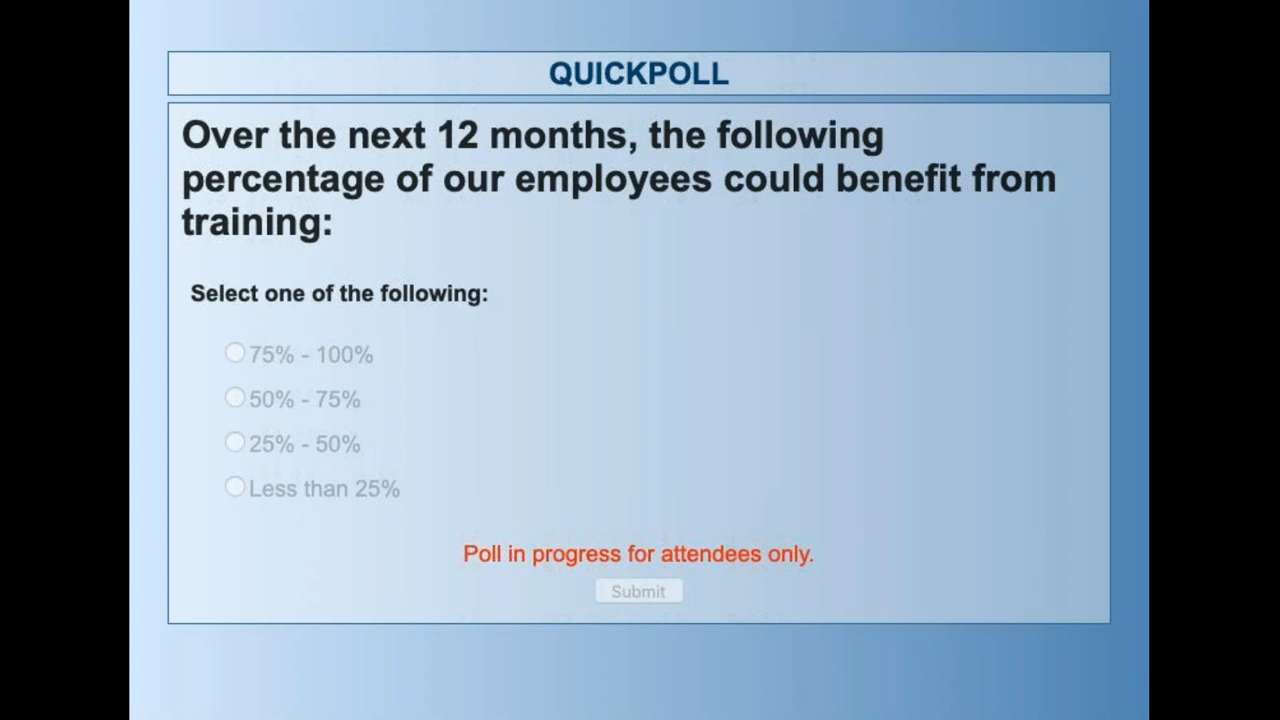 QUICKPOLL
Over the next 12 months, the following
percentage of our employees could benefit from
training:
Select one of the following:
75% - 100%
50% - 75%
25% - 50%
Less than 25%
Poll in progress for attendees only.
Submit